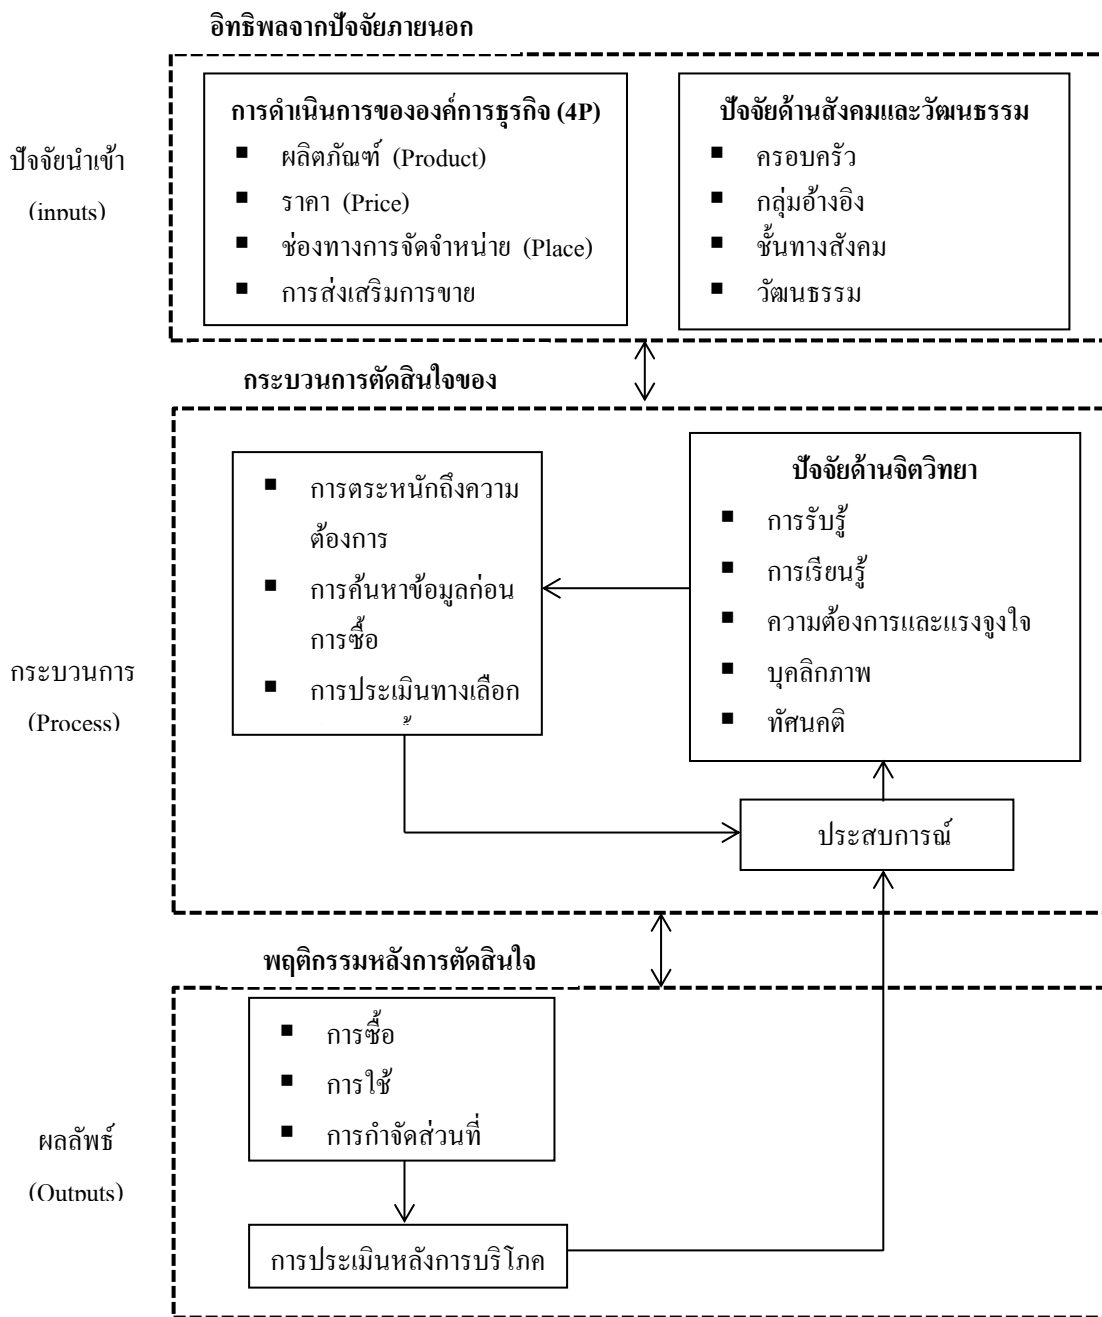 อิทธิพลจากปัจจัยภายนอก
ปัจจัยนำเข้า
(inputs)
การดำเนินการขององค์การธุรกิจ (4P)
▪ ผลิตภัณฑ์ (Product)
▪ ราคา (Price)
▪ ช่องทางการจัดจำหน่าย (Place)
▪ การส่งเสริมการขาย
ปัจจัยด้านสังคมและวัฒนธรรม
▪ ครอบครัว
▪ กลุ่มอ้างอิง
▪ ชั้นทางสังคม
▪ วัฒนธรรม
กระบวนการตัดสินใจของ
กระบวนการ
(Process)
▪ การตระหนักถึงความ
ต้องการ
▪ การค้นหาข้อมูลก่อน
การซื้อ
▪ การประเมินทางเลือก
ปัจจัยด้านจิตวิทยา
▪ การรับรู้
▪ การเรียนรู้
▪ ความต้องการและแรงจูงใจ
▪ บุคลิกภาพ
▪ ทัศนคติ
ประสบการณ์
พฤติกรรมหลังการตัดสินใจ
ผลลัพธ์
(Outputs)
▪ การซื้อ
▪ การใช้
▪ การกำจัดส่วนที่
การประเมินหลังการบริโภค